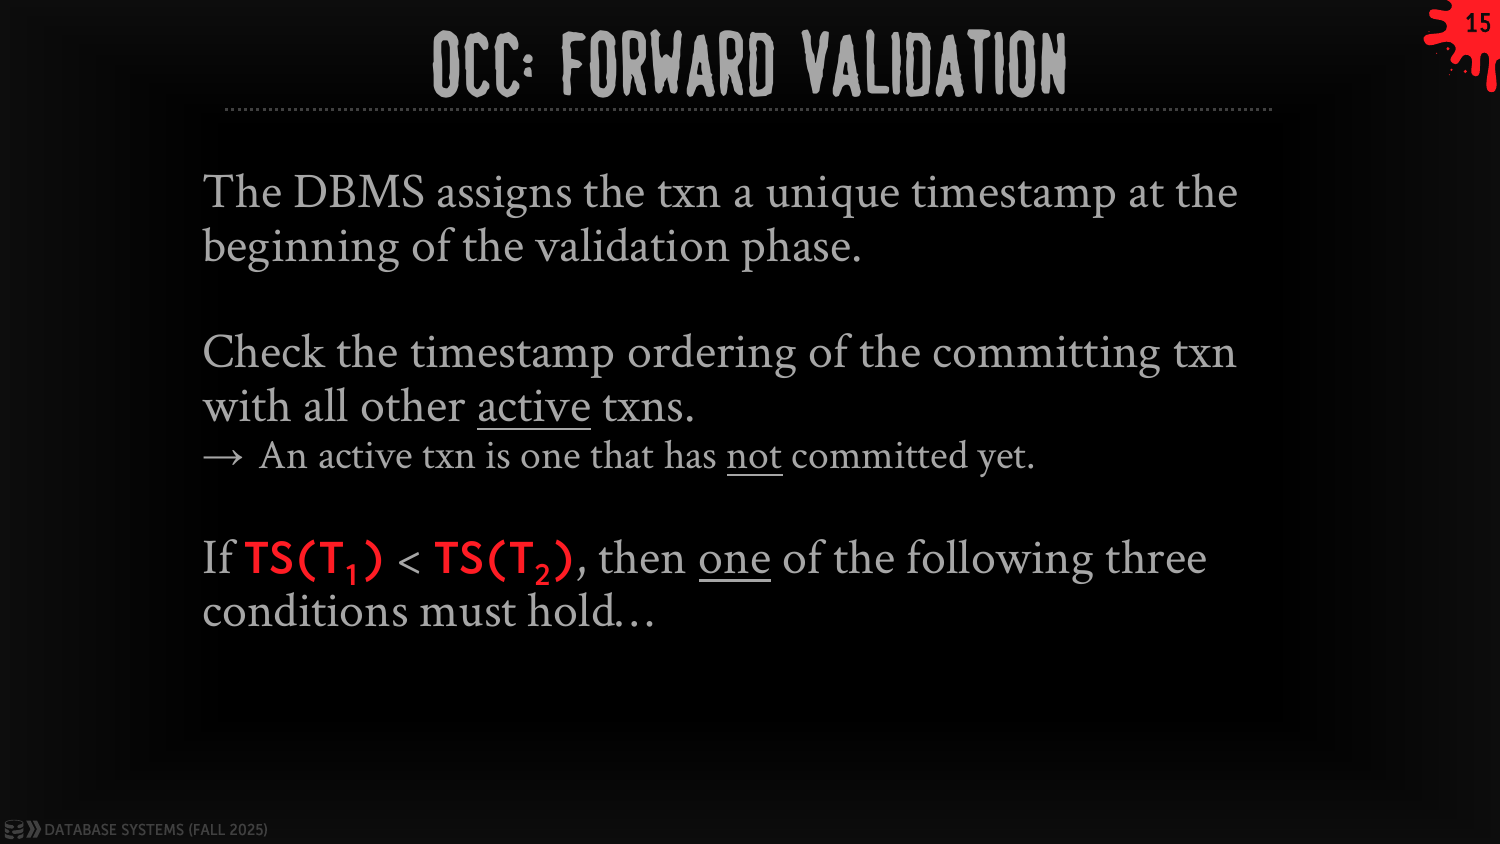 OCC: FORWARD VALIDATION
15
The DBMS assigns the txn a unique timestamp at the
beginning of the validation phase.
Check the timestamp ordering of the committing txn
with all other active txns.
→ An active txn is one that has not committed yet.
If TS(T₁) < TS(T₂), then one of the following three
conditions must hold…
DATABASE SYSTEMS (FALL 2025)